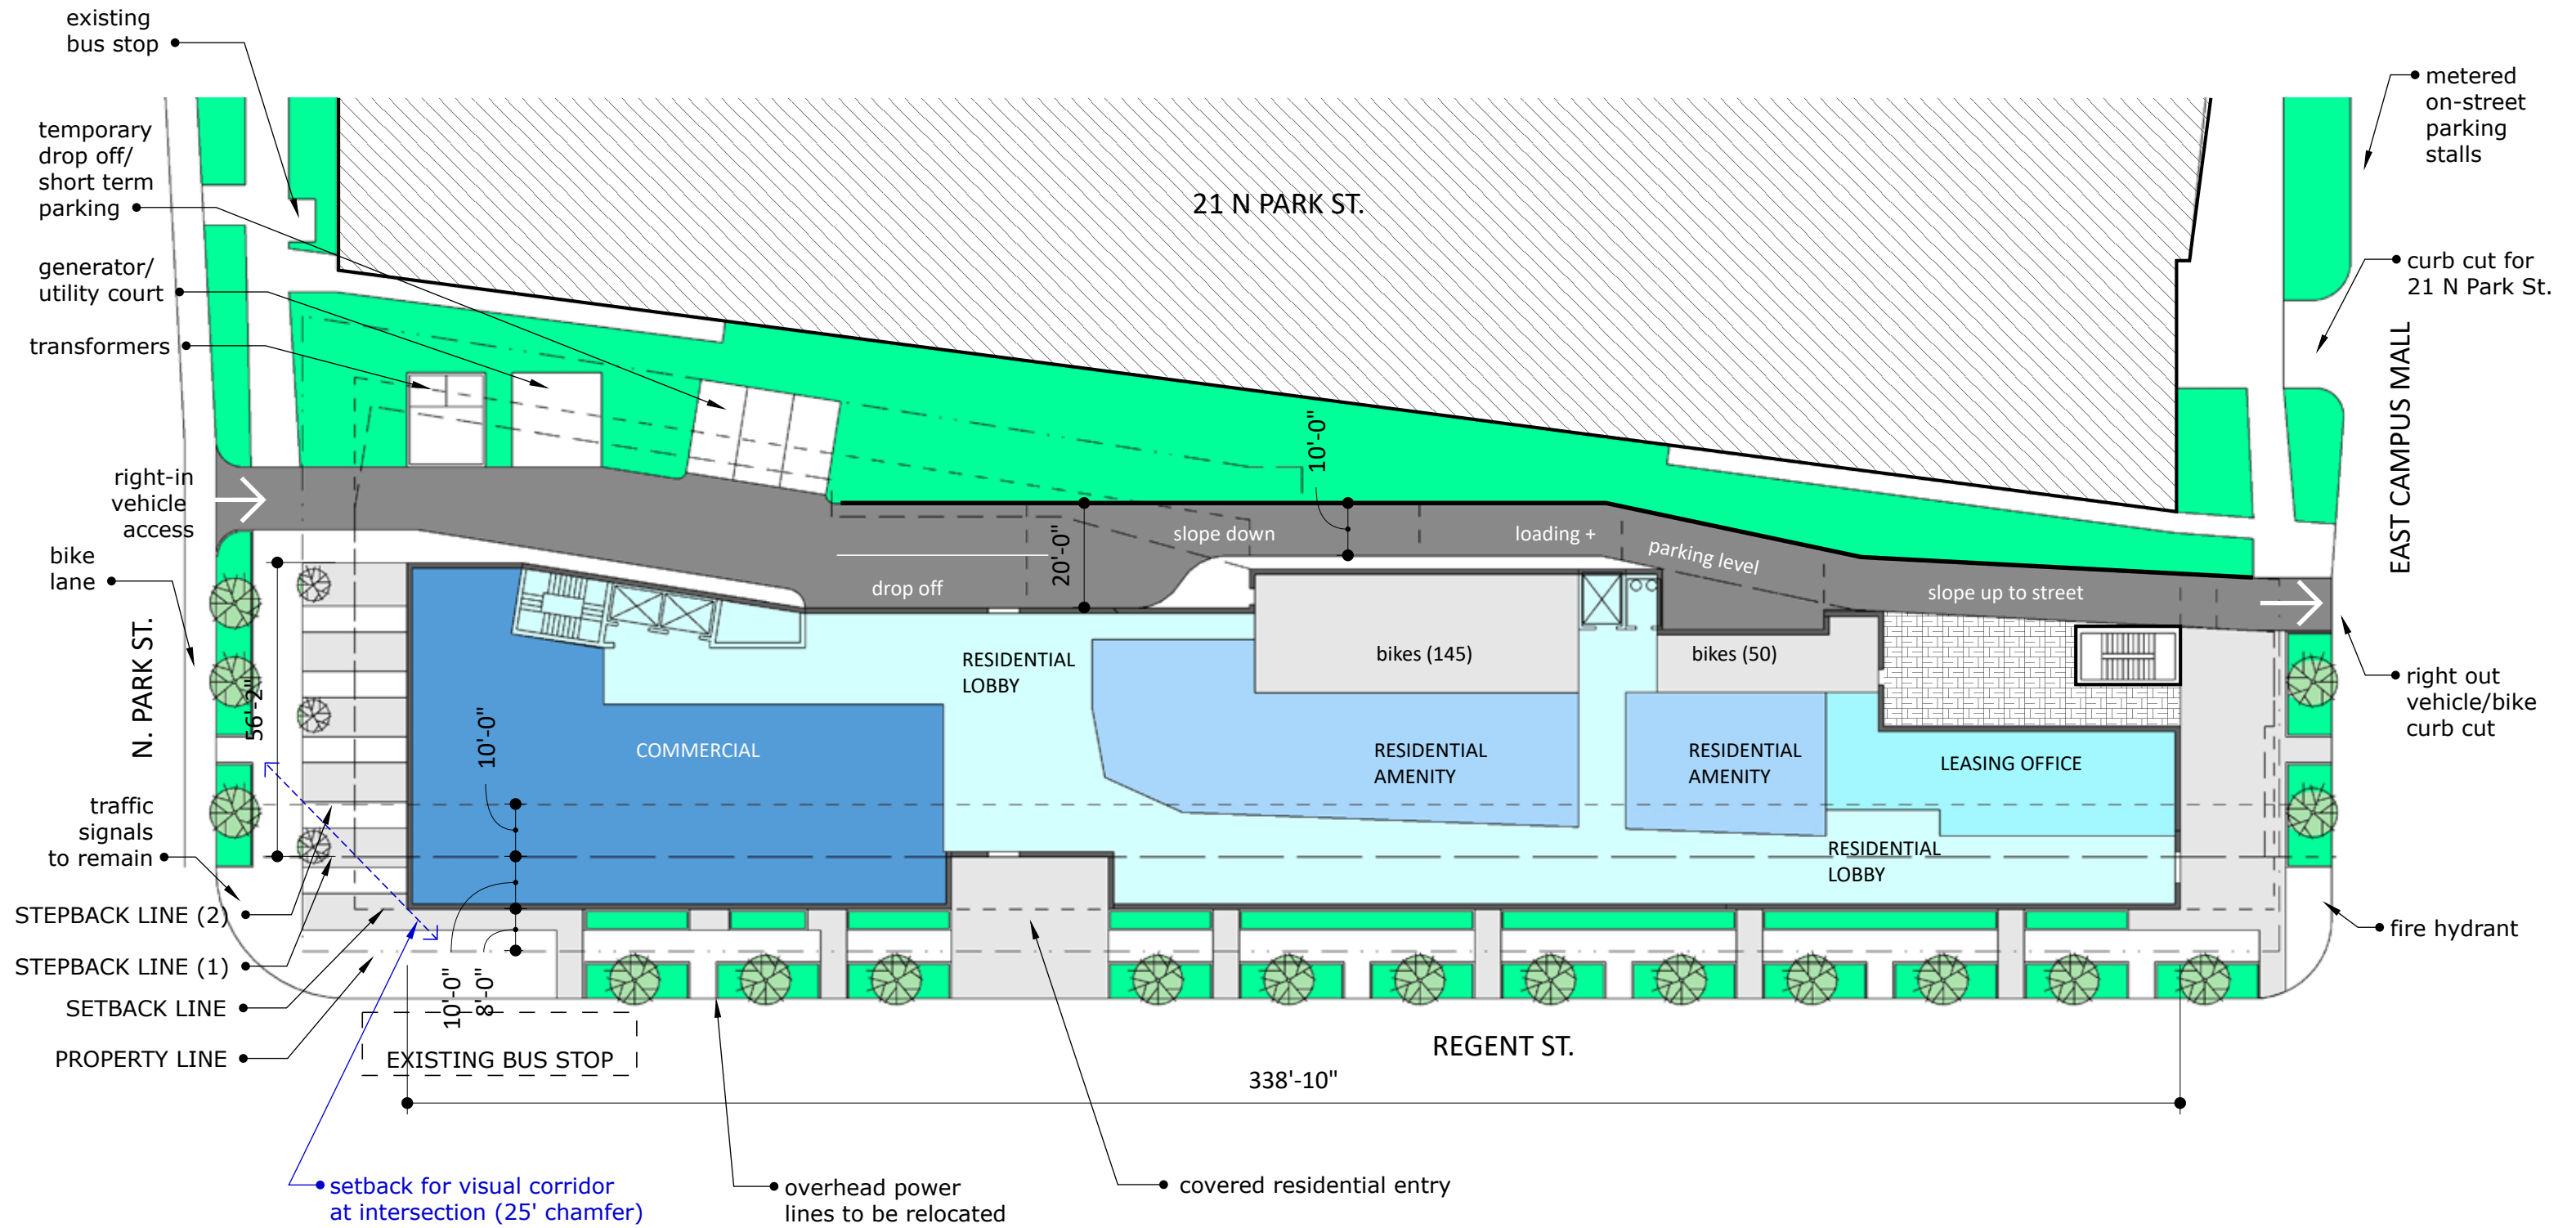 existing
bus stop
temporary
drop off/
short term
parking
generator/
utility court
transformers
right-in
vehicle
access
bike
lane
N. PARK ST.
traffic
signals
to remain
STEPBACK LINE (2)
STEPBACK LINE (1)
SETBACK LINE
PROPERTY LINE
21 N PARK ST.
metered
on-street
parking
stalls
curb cut for
21 N Park St.
EAST CAMPUS MALL
right out
vehicle/bike
curb cut
fire hydrant
10'-0"
20'-0"
slope down
loading +
parking level
slope up to street
drop off
56'-2"
10'-0"
COMMERCIAL
RESIDENTIAL
LOBBY
bikes (145)
bikes (50)
RESIDENTIAL
AMENITY
RESIDENTIAL
AMENITY
LEASING OFFICE
RESIDENTIAL
LOBBY
10'-0"
8'-0"
EXISTING BUS STOP
REGENT ST.
338'-10"
setback for visual corridor
at intersection (25' chamfer)
overhead power
lines to be relocated
covered residential entry